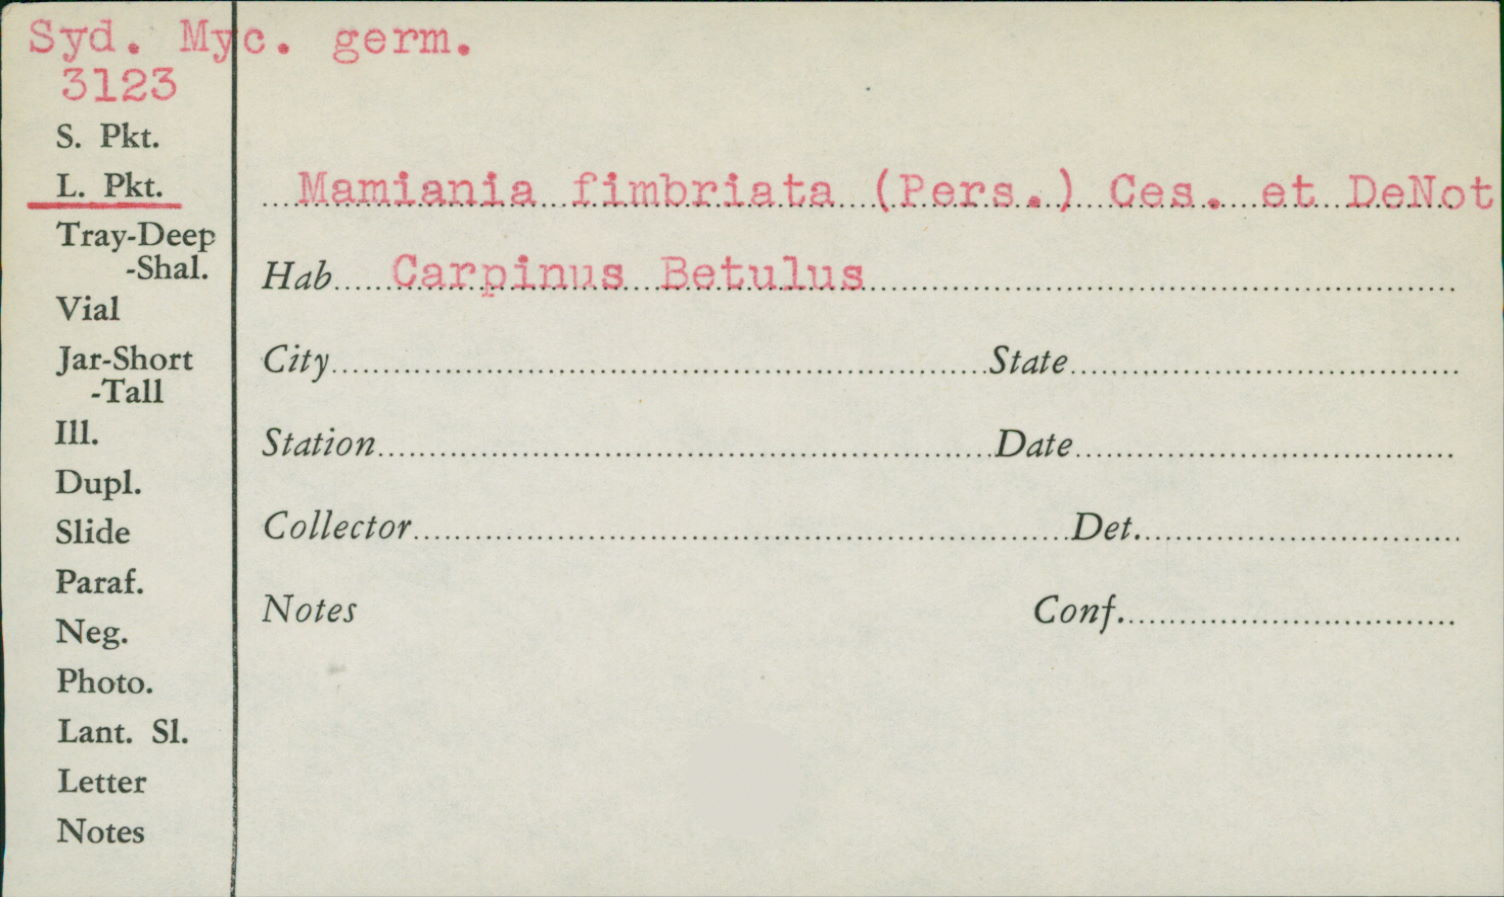 Syd. Myc. germ.
3123
S. Pkt.
L. Pkt.
Tray-Deep
-Shal.
Vial
Jar-Short
-Tall
Ill.
Dupl.
Slide
Paraf.
Neg.
Photo.
Lant. Sl.
Letter
Notes
Mamiania fimbriata (Pers.) Ces. et DeNot
Hab. Carpinus Betulus
City State
Station Date
Collector Det.
Notes Conf.